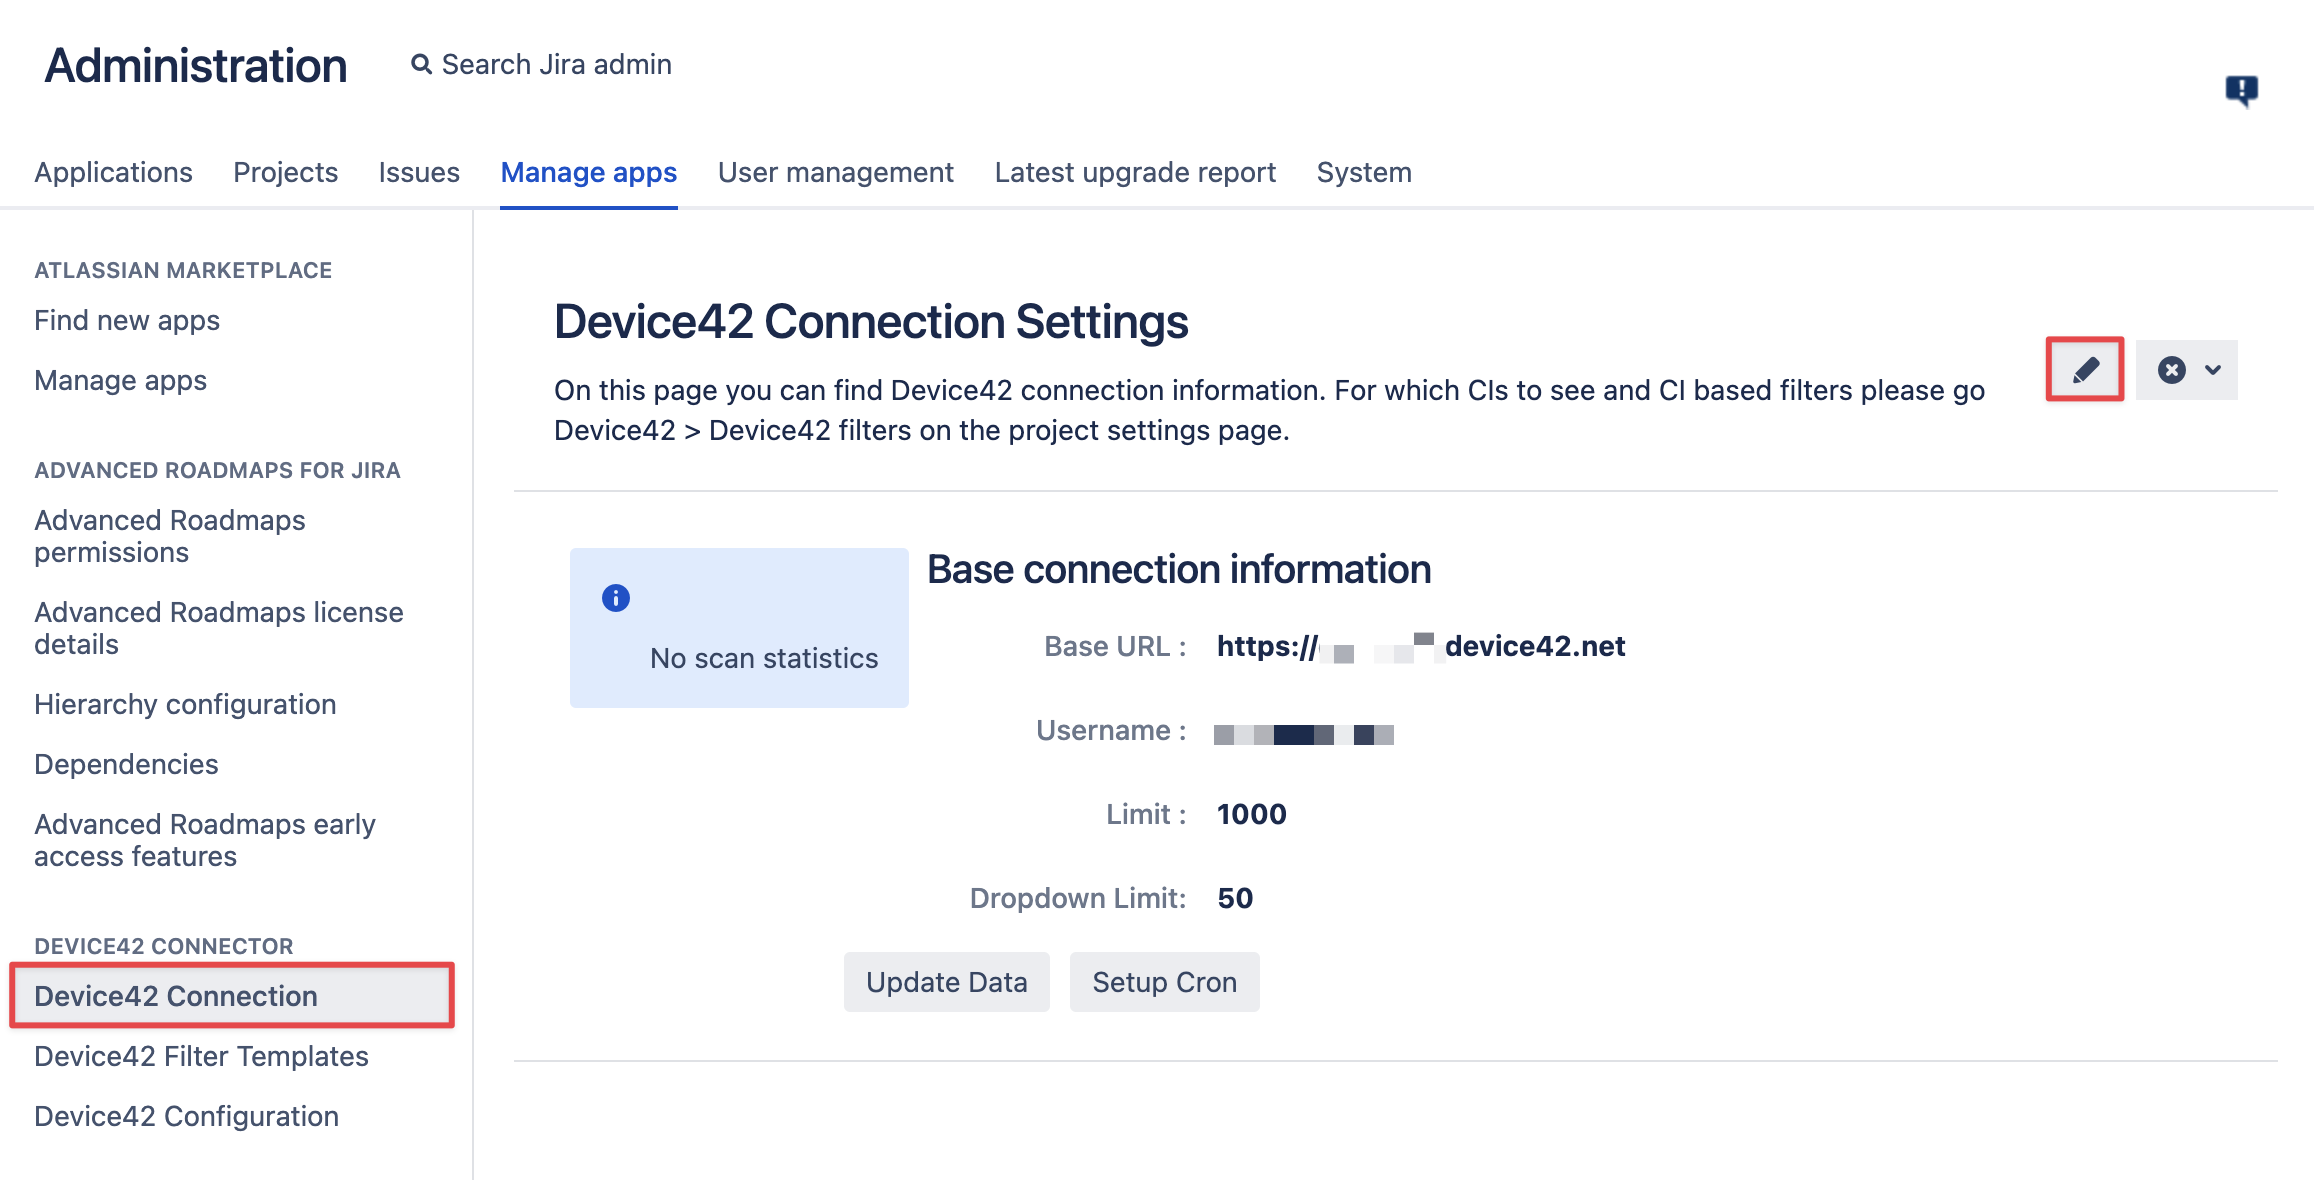 Administration
Search Jira admin
Applications Projects Issues Manage apps User management Latest upgrade report System
ATLASSIAN MARKETPLACE
Find new apps
Manage apps
ADVANCED ROADMAPS FOR JIRA
Advanced Roadmaps
permissions
Advanced Roadmaps license
details
Hierarchy configuration
Dependencies
Advanced Roadmaps early
access features
DEVICE42 CONNECTOR
Device42 Connection
Device42 Filter Templates
Device42 Configuration
Device42 Connection Settings
On this page you can find Device42 connection information. For which CIs to see and CI based filters please go
Device42 > Device42 filters on the project settings page.
No scan statistics
Base connection information
Base URL : https:// device42.net
Username :
Limit : 1000
Dropdown Limit: 50
Update Data Setup Cron